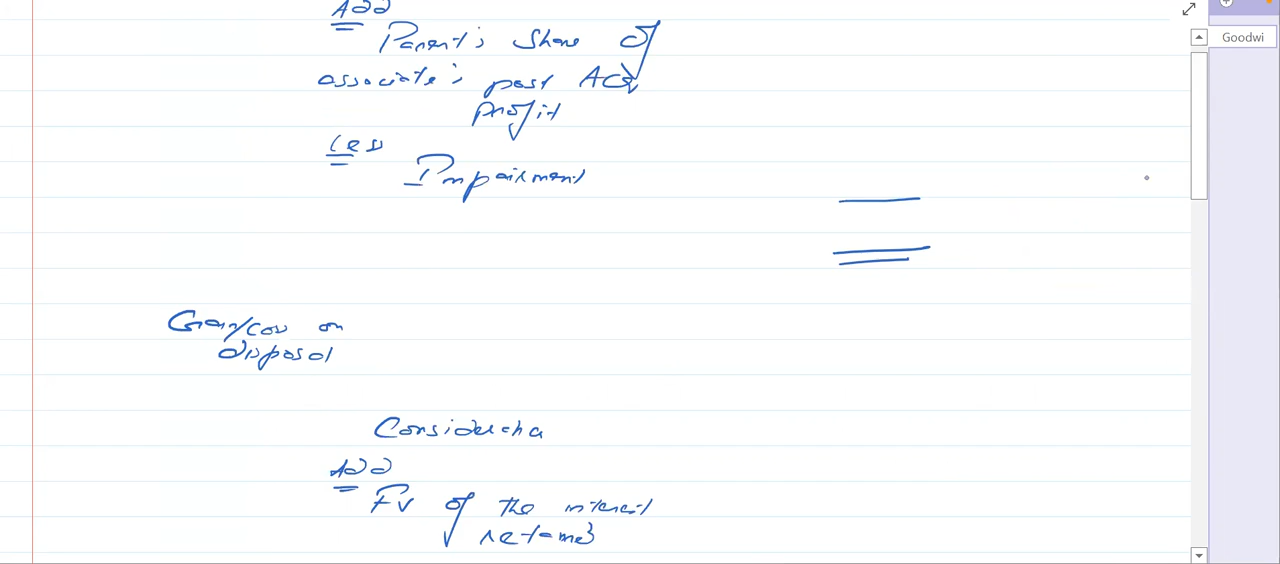 Add
Parent's share of
associate's post ACQ
profit
Less
Impairment
Goodwi
Gain/Loss on
disposal
Consideratio
Add
FV of the interest
retained